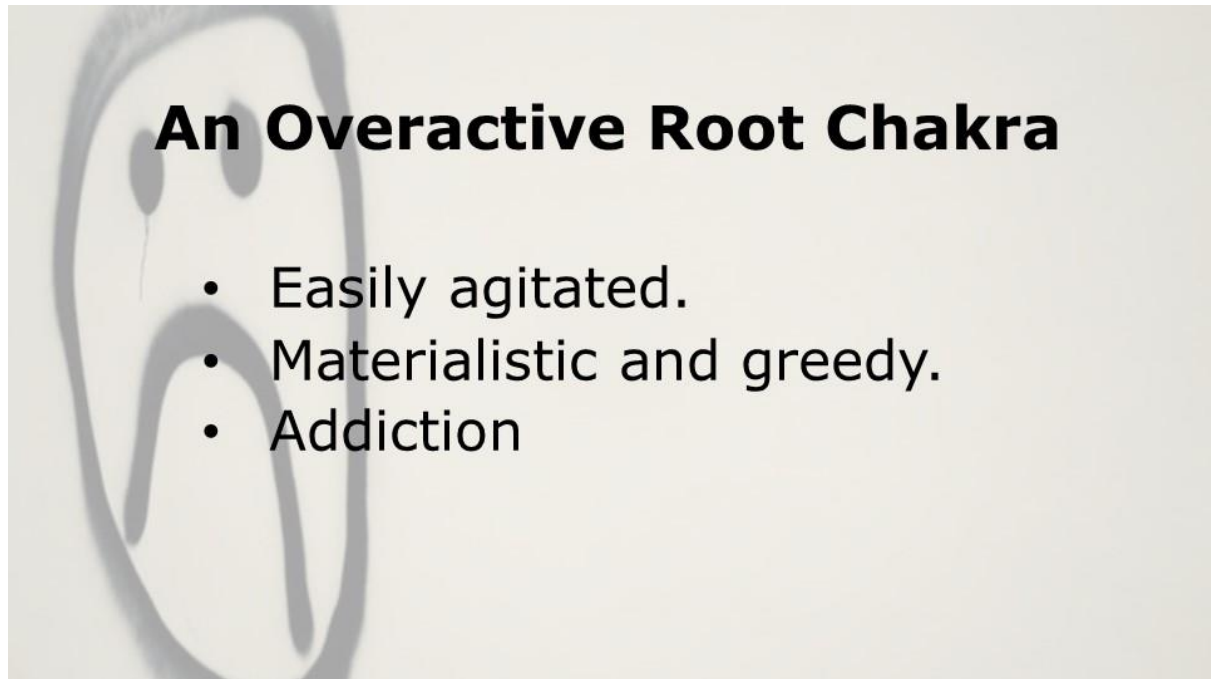 An Overactive Root Chakra
• Easily agitated.
• Materialistic and greedy.
• Addiction